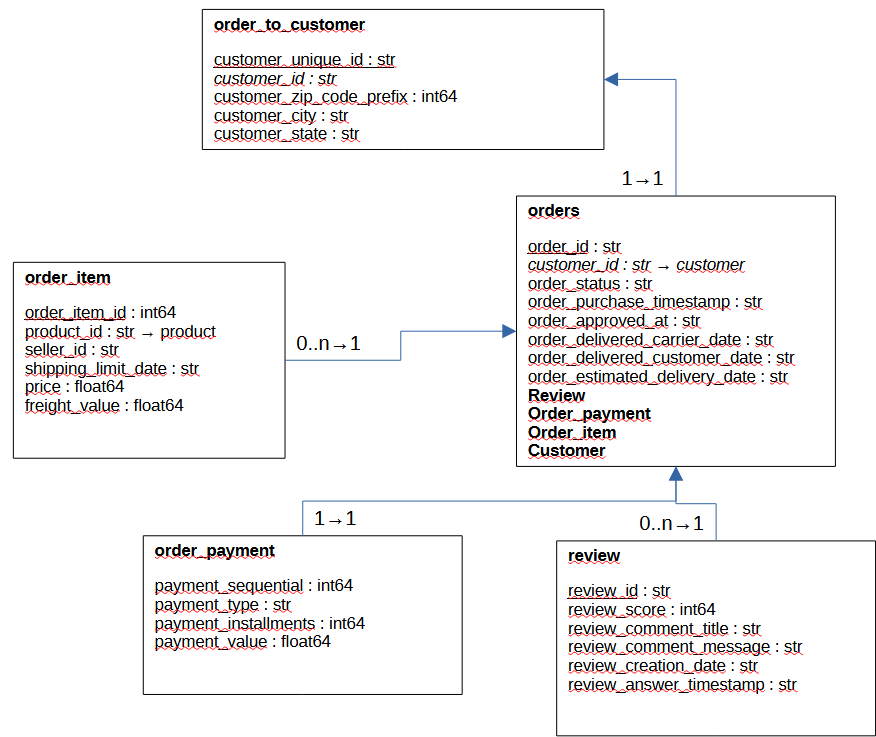 order_to_customer
customer_unique_id : str
customer_id : str
customer_zip_code_prefix : int64
customer_city : str
customer_state : str
1→1
orders
order_id : str
customer_id : str → customer
order_status : str
order_purchase_timestamp : str
order_approved_at : str
order_delivered_carrier_date : str
order_delivered_customer_date : str
order_estimated_delivery_date : str
Review
Order_payment
Order_item
Customer
order_item
order_item_id : int64
product_id : str → product
seller_id : str
shipping_limit_date : str
price : float64
freight_value : float64
0..n→1
1→1
0..n→1
order_payment
payment_sequential : int64
payment_type : str
payment_installments : int64
payment_value : float64
review
review_id : str
review_score : int64
review_comment_title : str
review_comment_message : str
review_creation_date : str
review_answer_timestamp : str